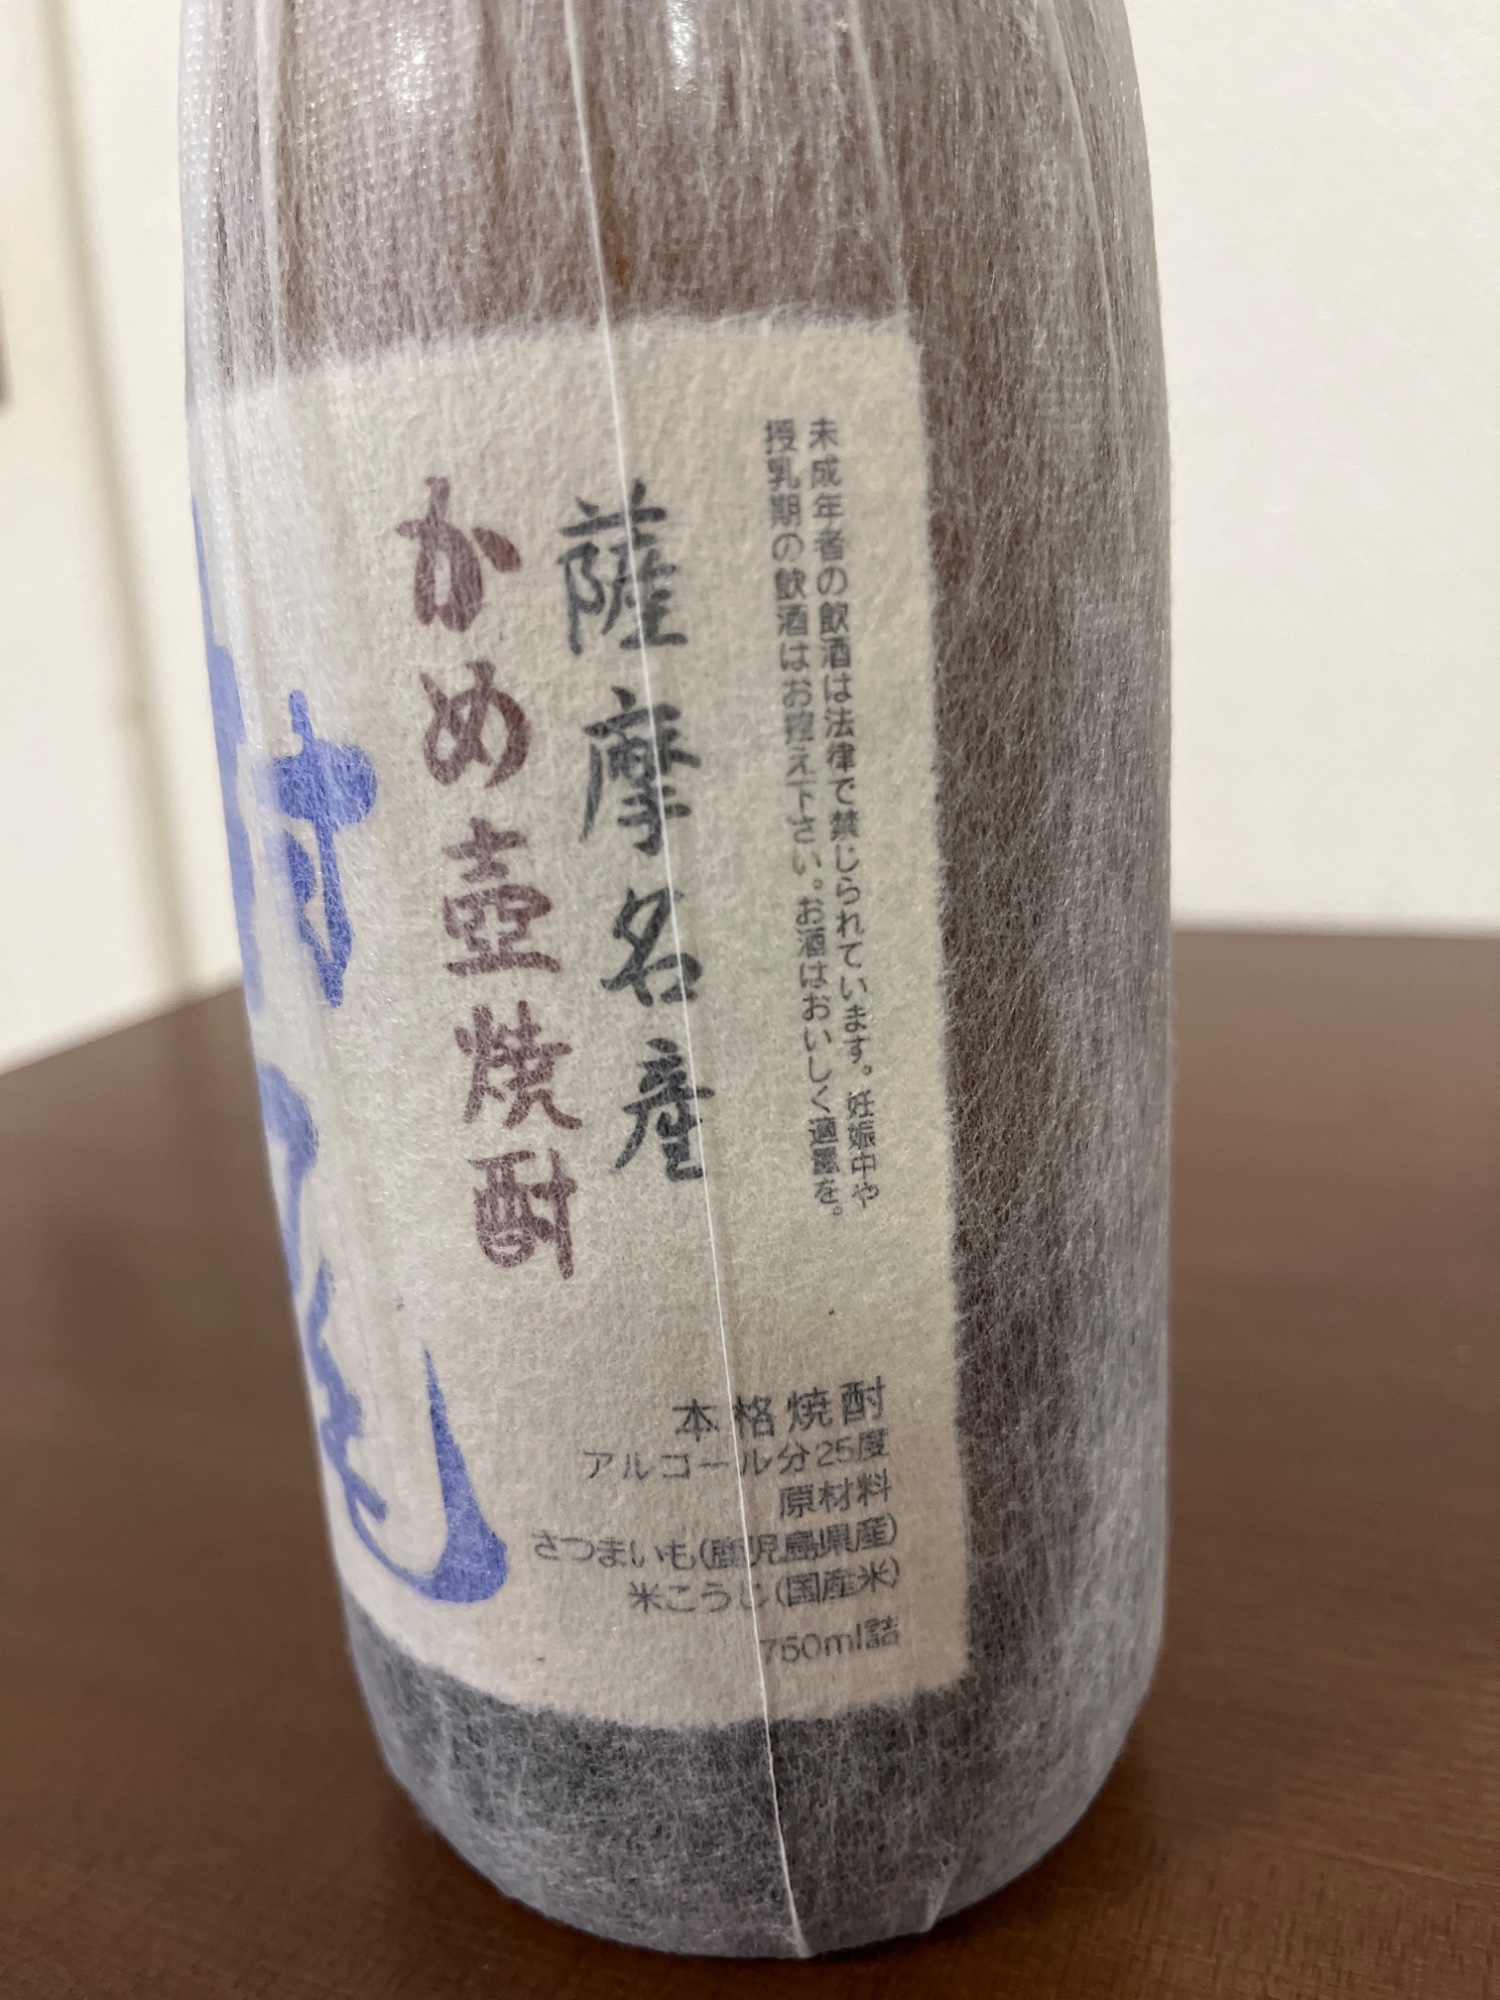 未成年者の飲酒は法律で禁じられています。妊娠中や
授乳期の飲酒はお控え下さい。お酒はおいしく適量を。
薩摩名産
かめ壺焼酎
村尾
本格焼酎
アルコール分25度
原材料
さつまいも(鹿児島県産)
米こうじ(国産米)
750ml詰